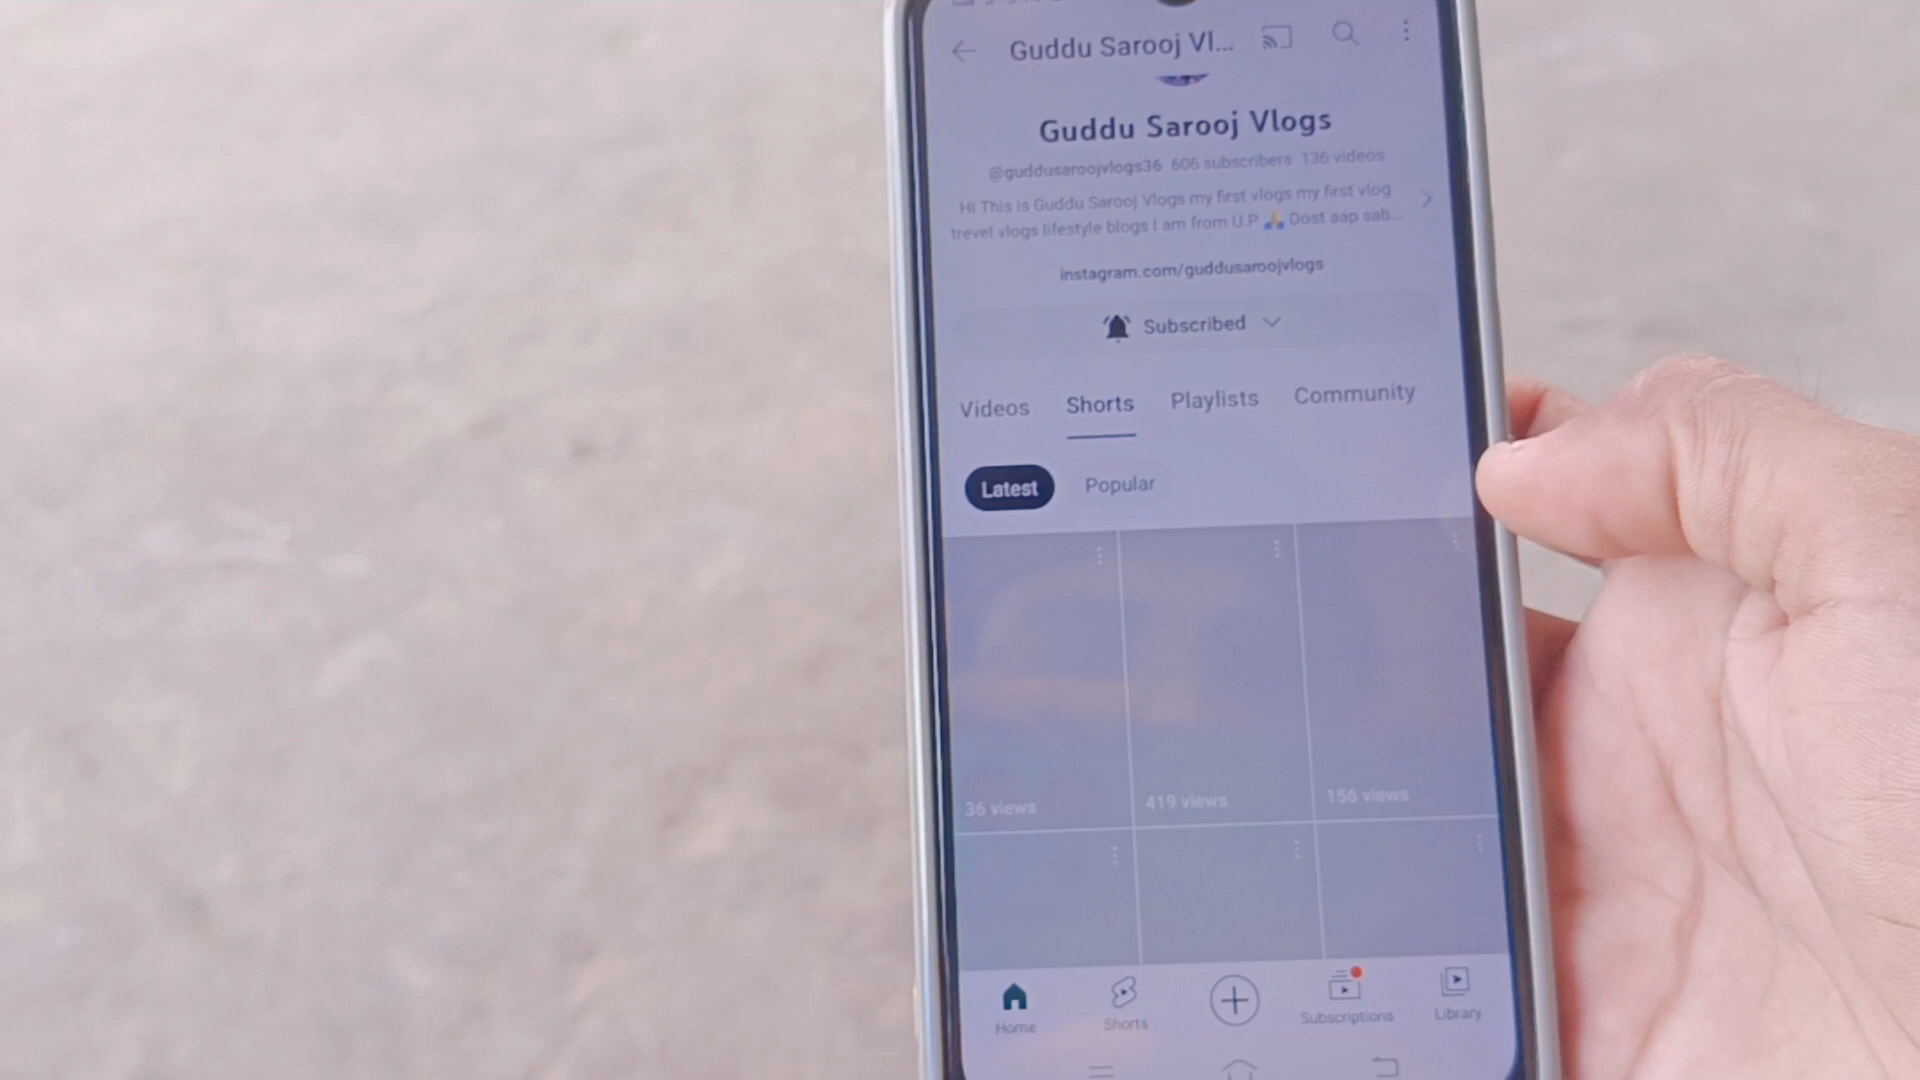 Guddu Sarooj Vl...
Guddu Sarooj Vlogs
@guddusaroojvlogs36 606 subscribers 136 videos
Hi This is Guddu Sarooj Vlogs my first vlogs my first vlog
trevel vlogs lifestyle blogs I am from U.P 🙏 Dost aap sab...
instagram.com/guddusaroojvlogs
Subscribed
Videos Shorts Playlists Community
Latest Popular
36 views 419 views 156 views
Home Shorts Subscriptions Library